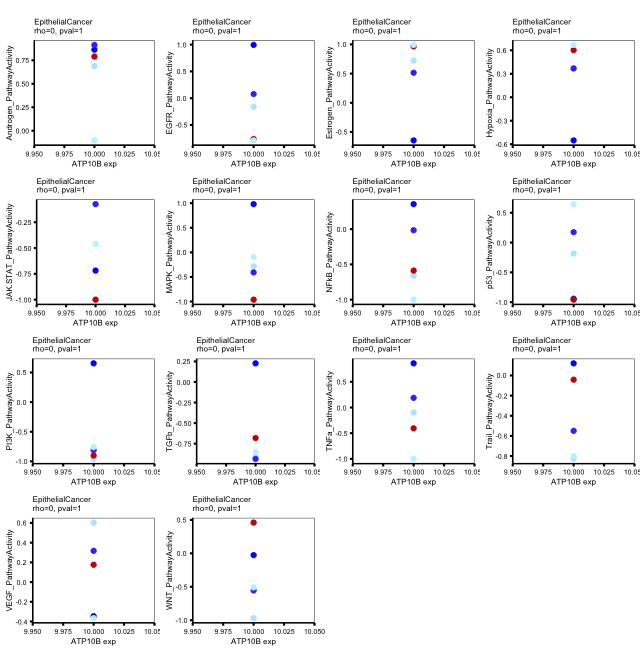 EpithelialCancer
rho=0, pval=1
Androgen_PathwayActivity
0.75
0.50
0.25
0.00
9.950 9.975 10.000 10.025 10.05
ATP10B exp
EpithelialCancer
rho=0, pval=1
EGFR_PathwayActivity
1.0
0.5
0.0
-0.5
9.950 9.975 10.000 10.025 10.05
ATP10B exp
EpithelialCancer
rho=0, pval=1
Estrogen_PathwayActivity
1.0
0.5
0.0
-0.5
9.950 9.975 10.000 10.025 10.05
ATP10B exp
EpithelialCancer
rho=0, pval=1
Hypoxia_PathwayActivity
0.6
0.3
0.0
-0.3
-0.6
9.950 9.975 10.000 10.025 10.05
ATP10B exp
EpithelialCancer
rho=0, pval=1
JAK.STAT_PathwayActivity
-0.25
-0.50
-0.75
-1.00
9.950 9.975 10.000 10.025 10.05
ATP10B exp
EpithelialCancer
rho=0, pval=1
MAPK_PathwayActivity
1.0
0.5
0.0
-0.5
-1.0
9.950 9.975 10.000 10.025 10.05
ATP10B exp
EpithelialCancer
rho=0, pval=1
NFkB_PathwayActivity
0.0
-0.5
-1.0
9.950 9.975 10.000 10.025 10.05
ATP10B exp
EpithelialCancer
rho=0, pval=1
p53_PathwayActivity
0.5
0.0
-0.5
-1.0
9.950 9.975 10.000 10.025 10.05
ATP10B exp
EpithelialCancer
rho=0, pval=1
PI3K_PathwayActivity
0.5
0.0
-0.5
-1.0
9.950 9.975 10.000 10.025 10.05
ATP10B exp
EpithelialCancer
rho=0, pval=1
TGFb_PathwayActivity
0.25
0.00
-0.25
-0.50
-0.75
9.950 9.975 10.000 10.025 10.05
ATP10B exp
EpithelialCancer
rho=0, pval=1
TNFa_PathwayActivity
0.5
0.0
-0.5
-1.0
9.950 9.975 10.000 10.025 10.05
ATP10B exp
EpithelialCancer
rho=0, pval=1
Trail_PathwayActivity
0.0
-0.2
-0.4
-0.6
-0.8
9.950 9.975 10.000 10.025 10.05
ATP10B exp
EpithelialCancer
rho=0, pval=1
VEGF_PathwayActivity
0.6
0.4
0.2
0.0
-0.2
-0.4
9.950 9.975 10.000 10.025 10.05
ATP10B exp
EpithelialCancer
rho=0, pval=1
WNT_PathwayActivity
0.5
0.0
-0.5
-1.0
9.950 9.975 10.000 10.025 10.050
ATP10B exp